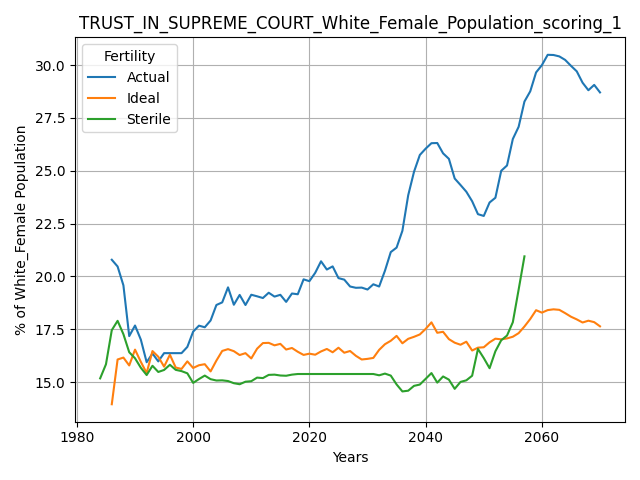 TRUST_IN_SUPREME_COURT_White_Female_Population_scoring_1
Fertility
Actual
Ideal
Sterile
% of White_Female Population
30.0
27.5
25.0
22.5
20.0
17.5
15.0
1980
2000
2020
2040
2060
Years